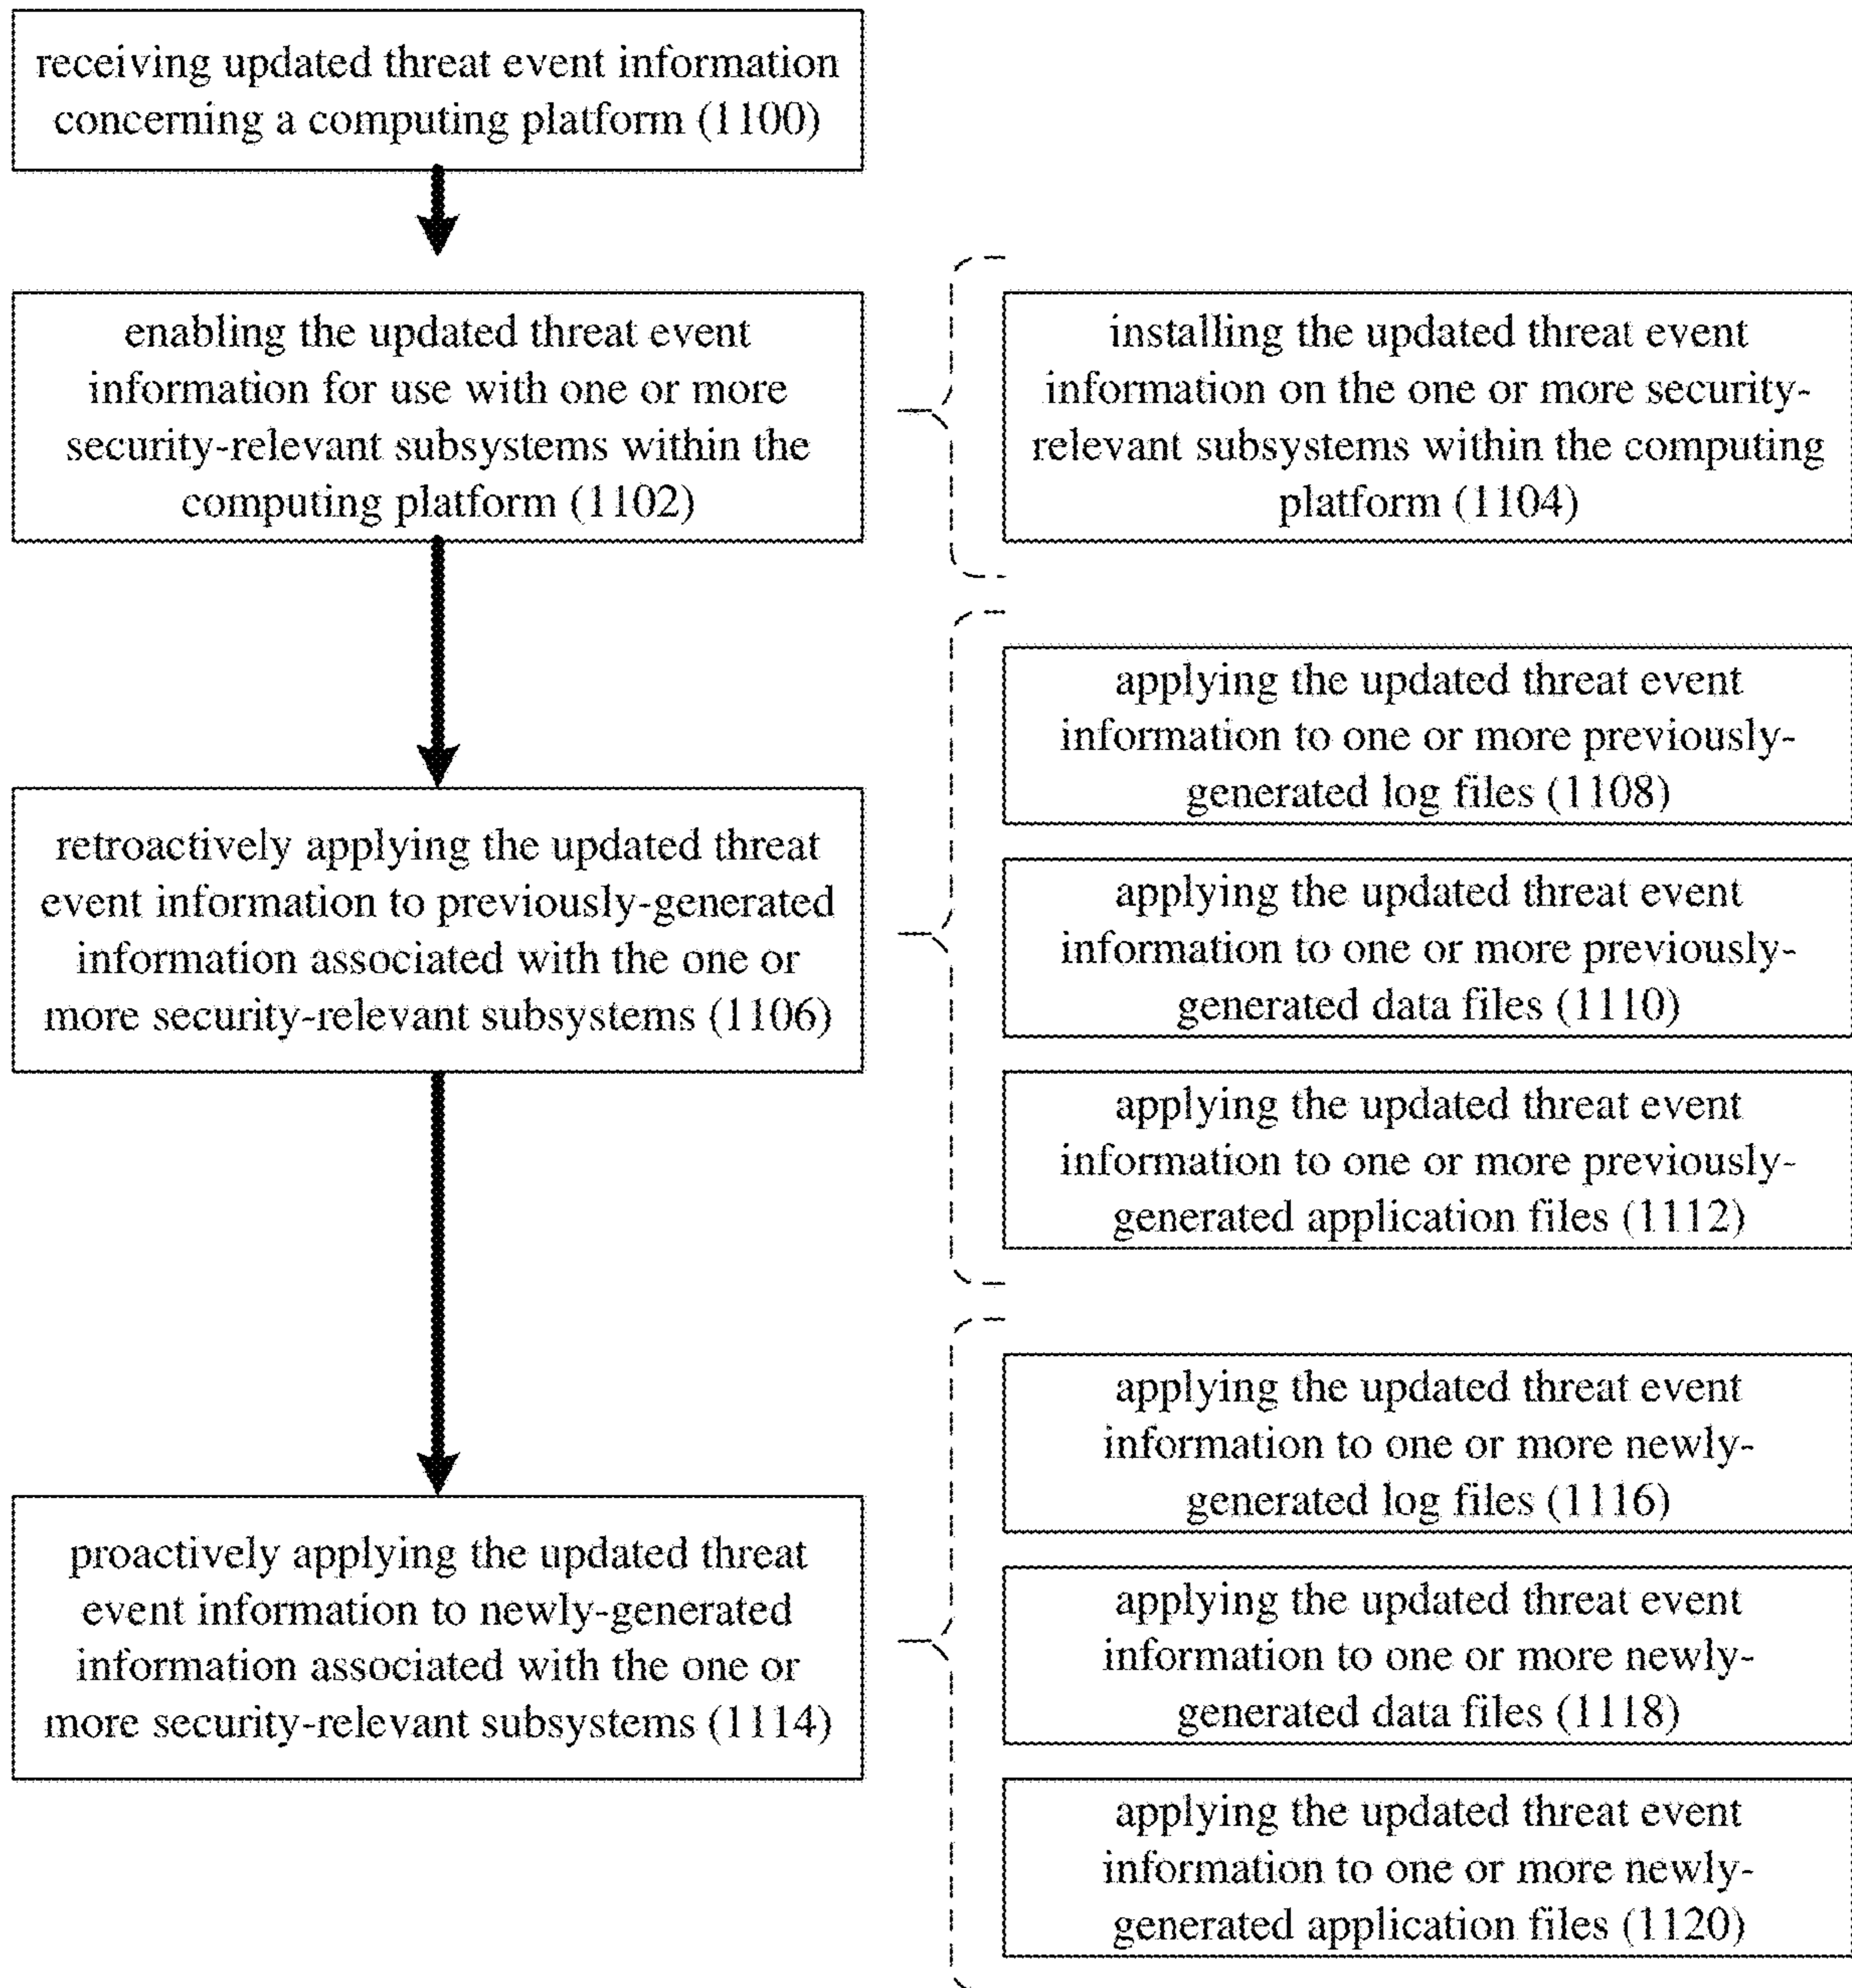 receiving updated threat event information
concerning a computing platform (1100)
enabling the updated threat event
information for use with one or more
security-relevant subsystems within the
computing platform (1102)
installing the updated threat event
information on the one or more security-
relevant subsystems within the computing
platform (1104)
retroactively applying the updated threat
event information to previously-generated
information associated with the one or
more security-relevant subsystems (1106)
applying the updated threat event
information to one or more previously-
generated log files (1108)
applying the updated threat event
information to one or more previously-
generated data files (1110)
applying the updated threat event
information to one or more previously-
generated application files (1112)
proactively applying the updated threat
event information to newly-generated
information associated with the one or
more security-relevant subsystems (1114)
applying the updated threat event
information to one or more newly-
generated log files (1116)
applying the updated threat event
information to one or more newly-
generated data files (1118)
applying the updated threat event
information to one or more newly-
generated application files (1120)